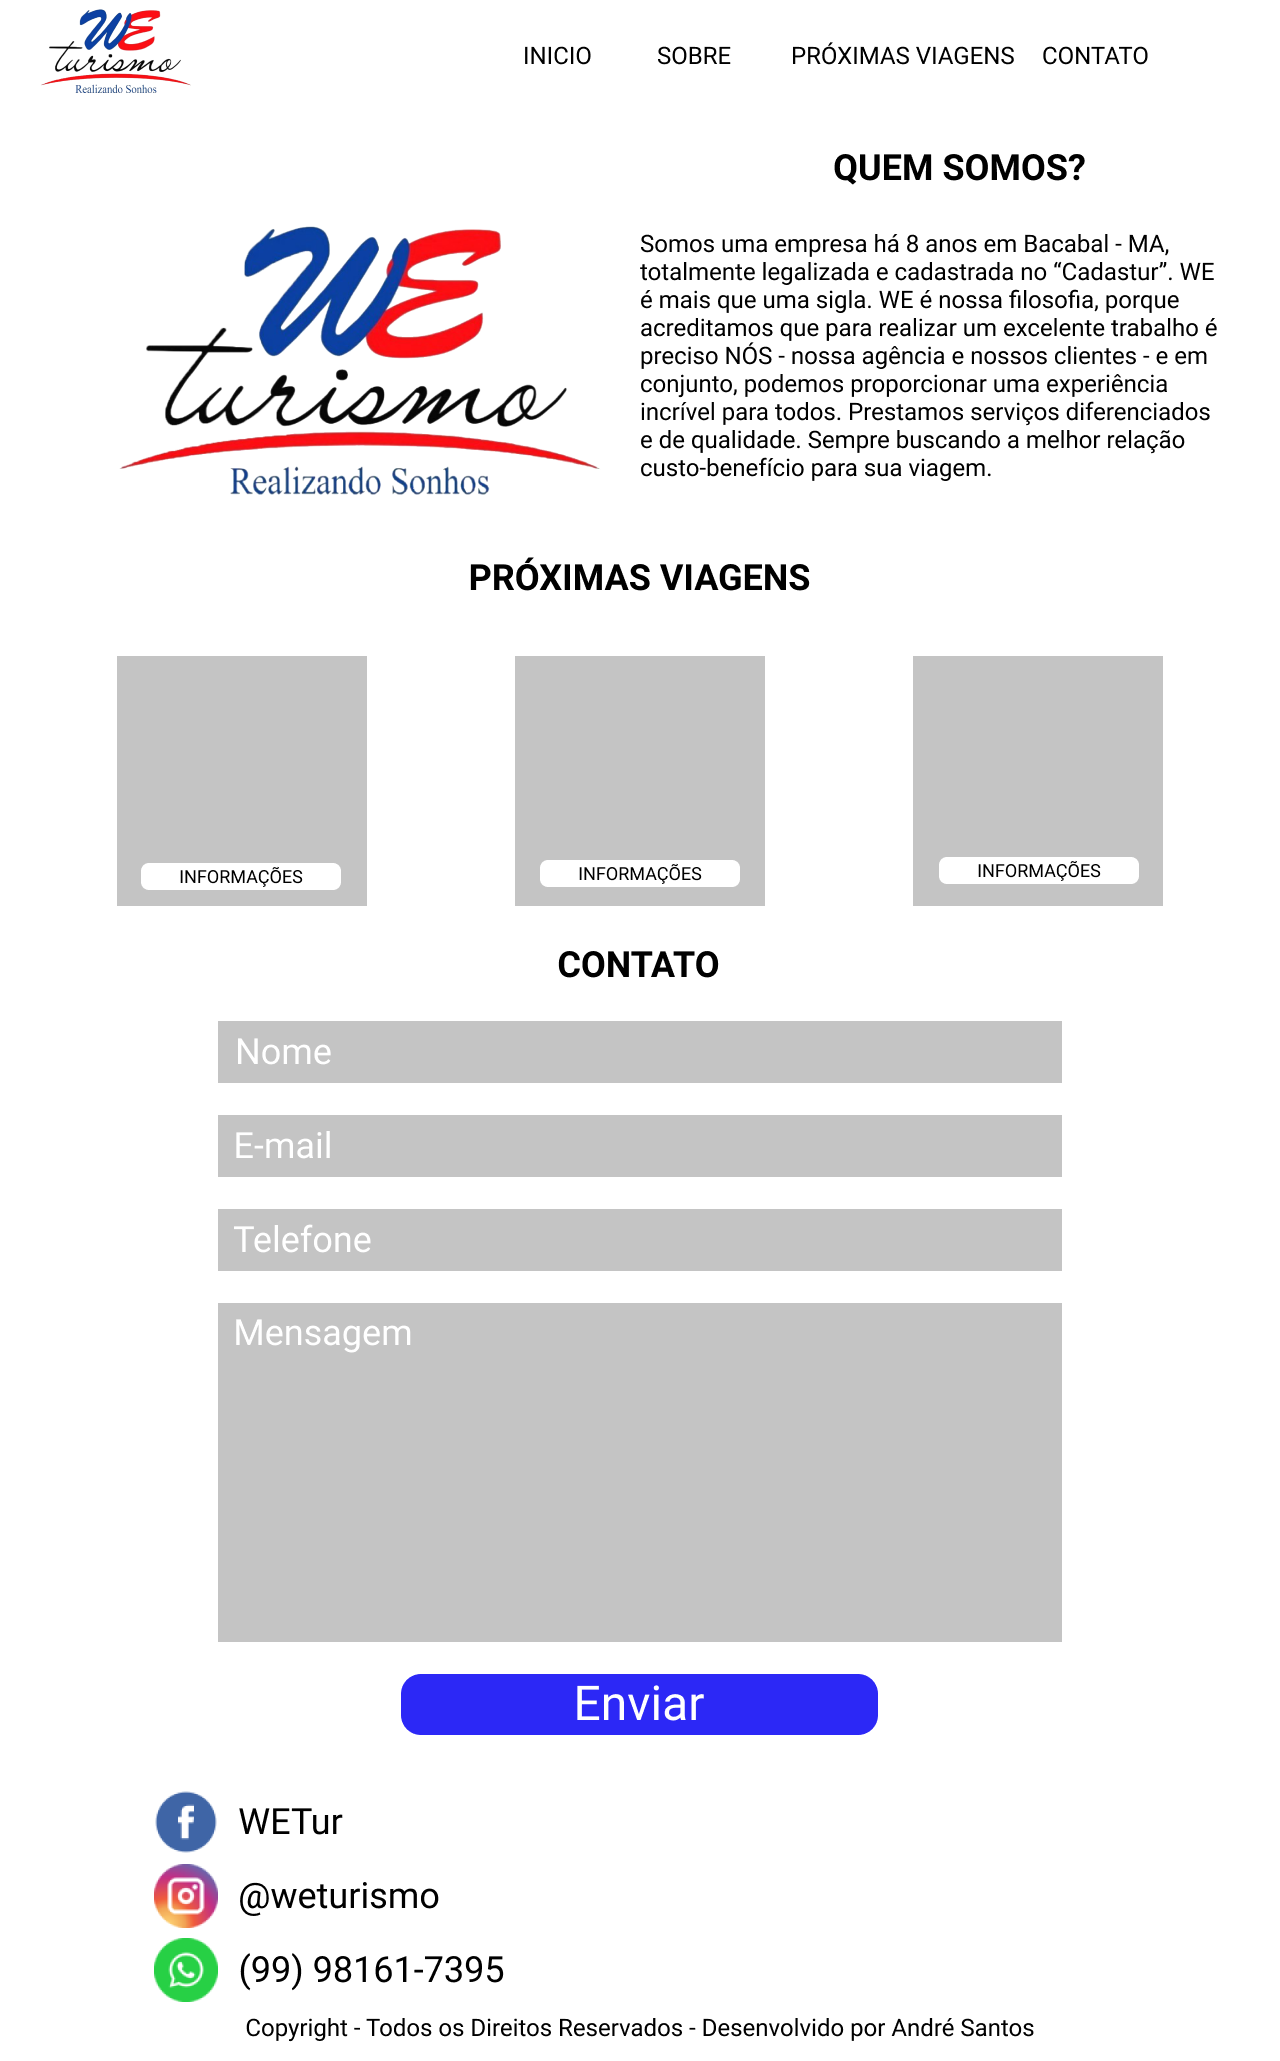 WE
turismo
Realizando Sonhos
INICIO SOBRE PRÓXIMAS VIAGENS CONTATO
QUEM SOMOS?
WE
turismo
Realizando Sonhos
Somos uma empresa há 8 anos em Bacabal - MA,
totalmente legalizada e cadastrada no “Cadastur”. WE
é mais que uma sigla. WE é nossa filosofia, porque
acreditamos que para realizar um excelente trabalho é
preciso NÓS - nossa agência e nossos clientes - e em
conjunto, podemos proporcionar uma experiência
incrível para todos. Prestamos serviços diferenciados
e de qualidade. Sempre buscando a melhor relação
custo-benefício para sua viagem.
PRÓXIMAS VIAGENS
INFORMAÇÕES
INFORMAÇÕES
INFORMAÇÕES
CONTATO
Nome
E-mail
Telefone
Mensagem
Enviar
WETur
@weturismo
(99) 98161-7395
Copyright - Todos os Direitos Reservados - Desenvolvido por André Santos